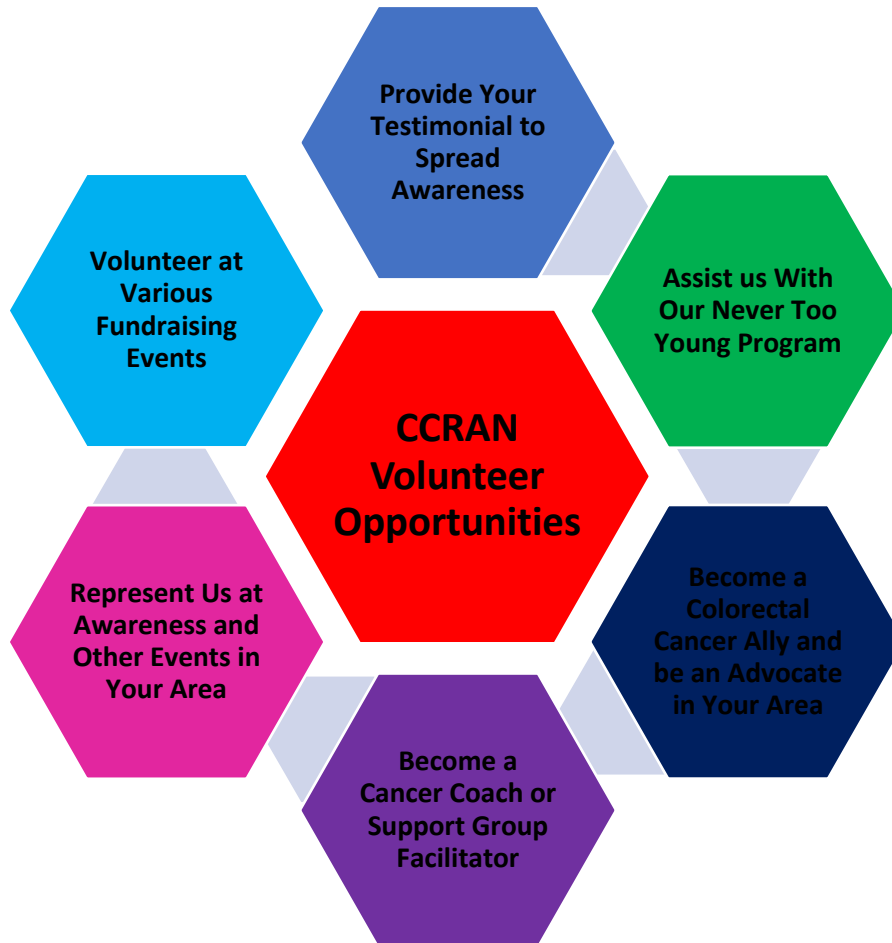 Provide Your
Testimonial to
Spread
Awareness
Volunteer at
Various
Fundraising
Events
Assist us With
Our Never Too
Young Program
CCRAN
Volunteer
Opportunities
Represent Us at
Awareness and
Other Events in
Your Area
Become a
Colorectal
Cancer Ally and
be an Advocate
in Your Area
Become a
Cancer Coach or
Support Group
Facilitator